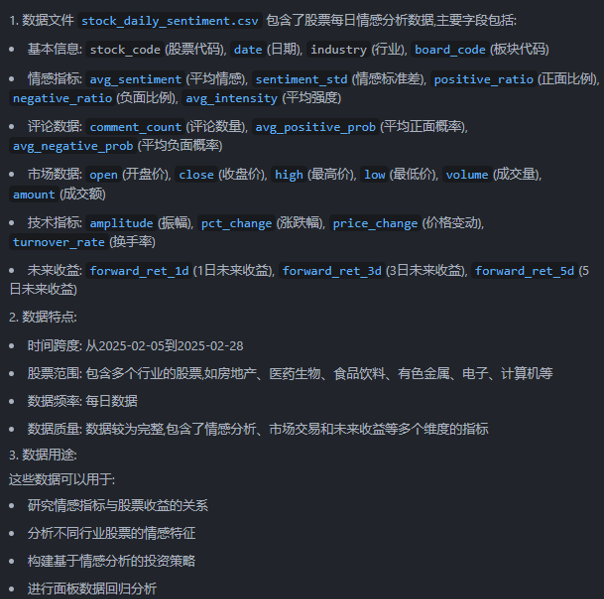 1. 数据文件 stock_daily_sentiment.csv 包含了股票每日情感分析数据,主要字段包括:
• 基本信息: stock_code (股票代码), date (日期), industry (行业), board_code (板块代码)
• 情感指标: avg_sentiment (平均情感), sentiment_std (情感标准差), positive_ratio (正面比例),
negative_ratio (负面比例), avg_intensity (平均强度)
• 评论数据: comment_count (评论数量), avg_positive_prob (平均正面概率),
avg_negative_prob (平均负面概率)
• 市场数据: open (开盘价), close (收盘价), high (最高价), low (最低价), volume (成交量),
amount (成交额)
• 技术指标: amplitude (振幅), pct_change (涨跌幅), price_change (价格变动),
turnover_rate (换手率)
• 未来收益: forward_ret_1d (1日未来收益), forward_ret_3d (3日未来收益), forward_ret_5d (5
日未来收益)
2. 数据特点:
• 时间跨度: 从2025-02-05到2025-02-28
• 股票范围: 包含多个行业的股票,如房地产、医药生物、食品饮料、有色金属、电子、计算机等
• 数据频率: 每日数据
• 数据质量: 数据较为完整,包含了情感分析、市场交易和未来收益等多个维度的指标
3. 数据用途:
这些数据可以用于:
• 研究情感指标与股票收益的关系
• 分析不同行业股票的情感特征
• 构建基于情感分析的投资策略
• 进行面板数据回归分析